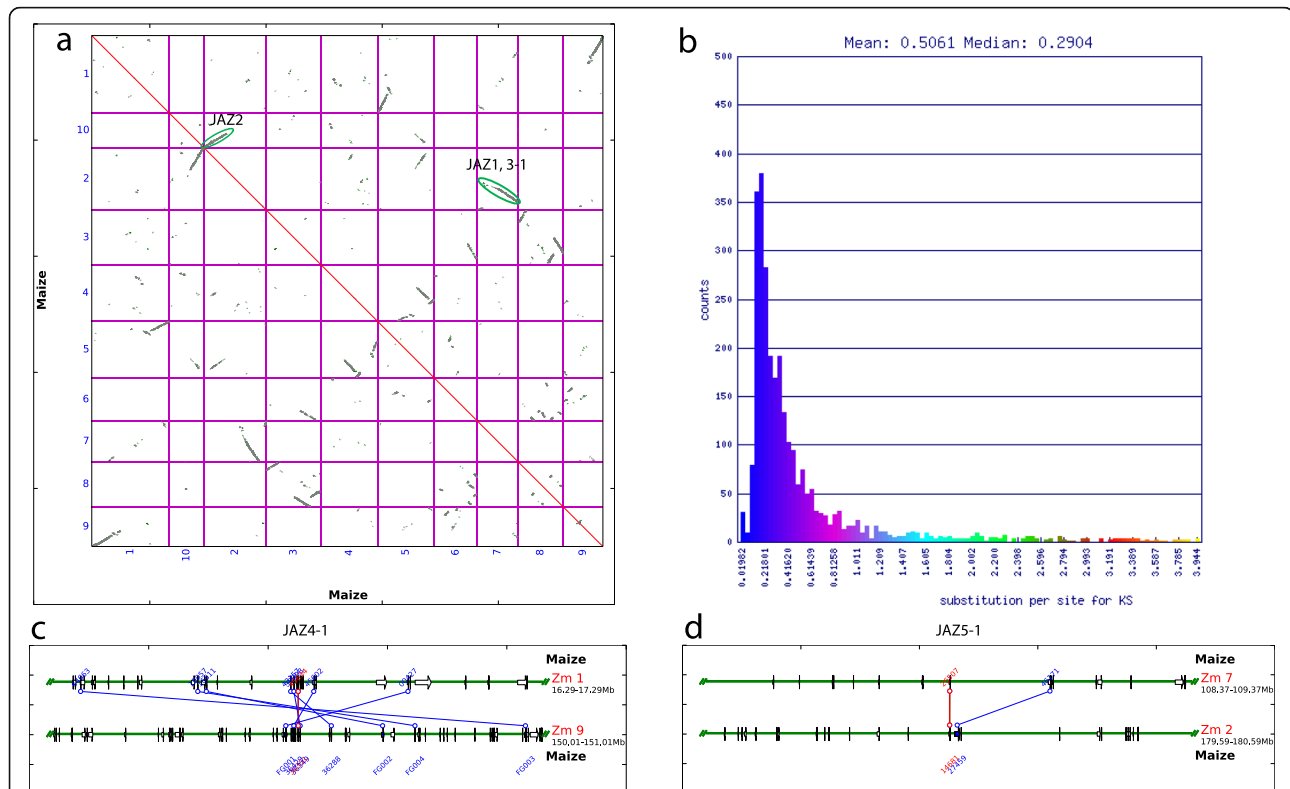 a
JAZ2
JAZ1, 3-1
1
10
2
3
4
5
6
7
8
9
Maize
1
10
2
3
4
5
6
7
8
9
Maize
b
Mean: 0.5061 Median: 0.2904
500
450
400
350
300
250
200
150
100
50
0
counts
0.01982
0.21801
0.41620
0.61439
0.81258
1.011
1.209
1.407
1.605
1.804
2.002
2.200
2.398
2.596
2.794
2.993
3.191
3.389
3.587
3.785
3.944
substitution per site for KS
c
JAZ4-1
Maize
Zm 1
16.29-17.29Mb
Zm 9
150,01-151,01Mb
Maize
FG001
36288
FG002
FG004
FG003
d
JAZ5-1
Maize
Zm 7
108.37-109.37Mb
Zm 2
179,59-180,59Mb
Maize
14681
27459